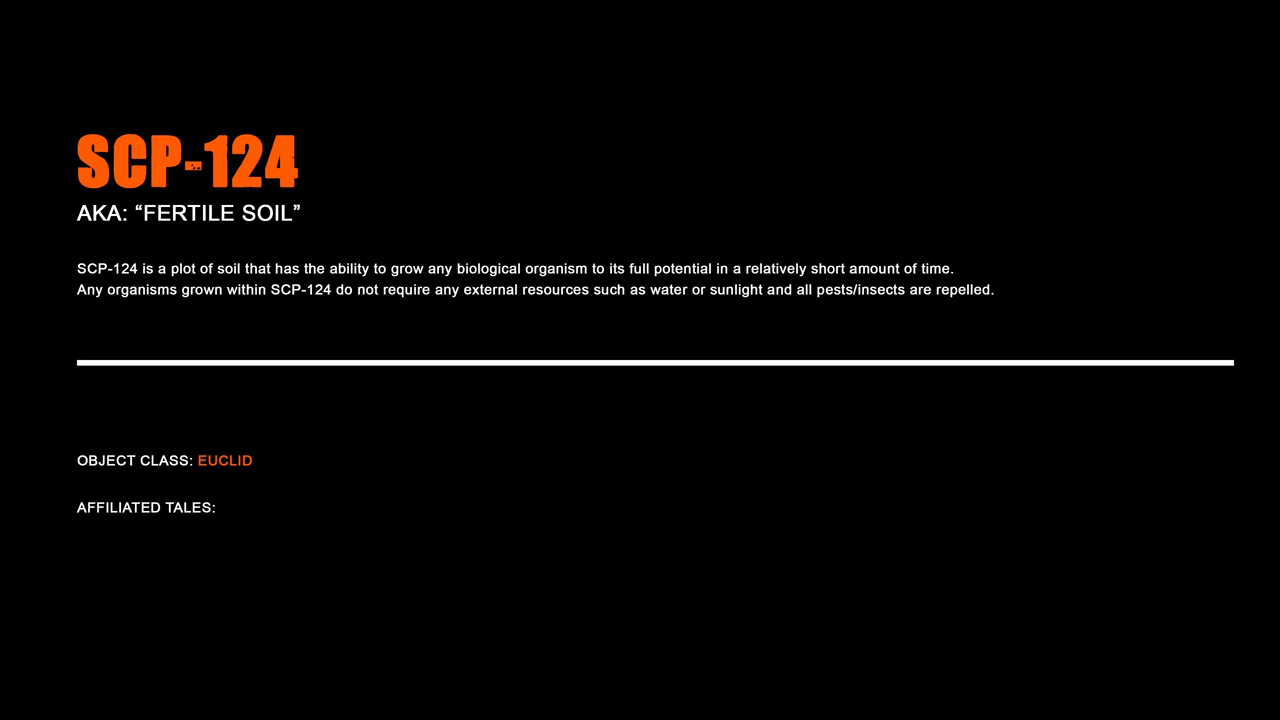 SCP-124
AKA: “FERTILE SOIL”
SCP-124 is a plot of soil that has the ability to grow any biological organism to its full potential in a relatively short amount of time.
Any organisms grown within SCP-124 do not require any external resources such as water or sunlight and all pests/insects are repelled.
OBJECT CLASS: EUCLID
AFFILIATED TALES: